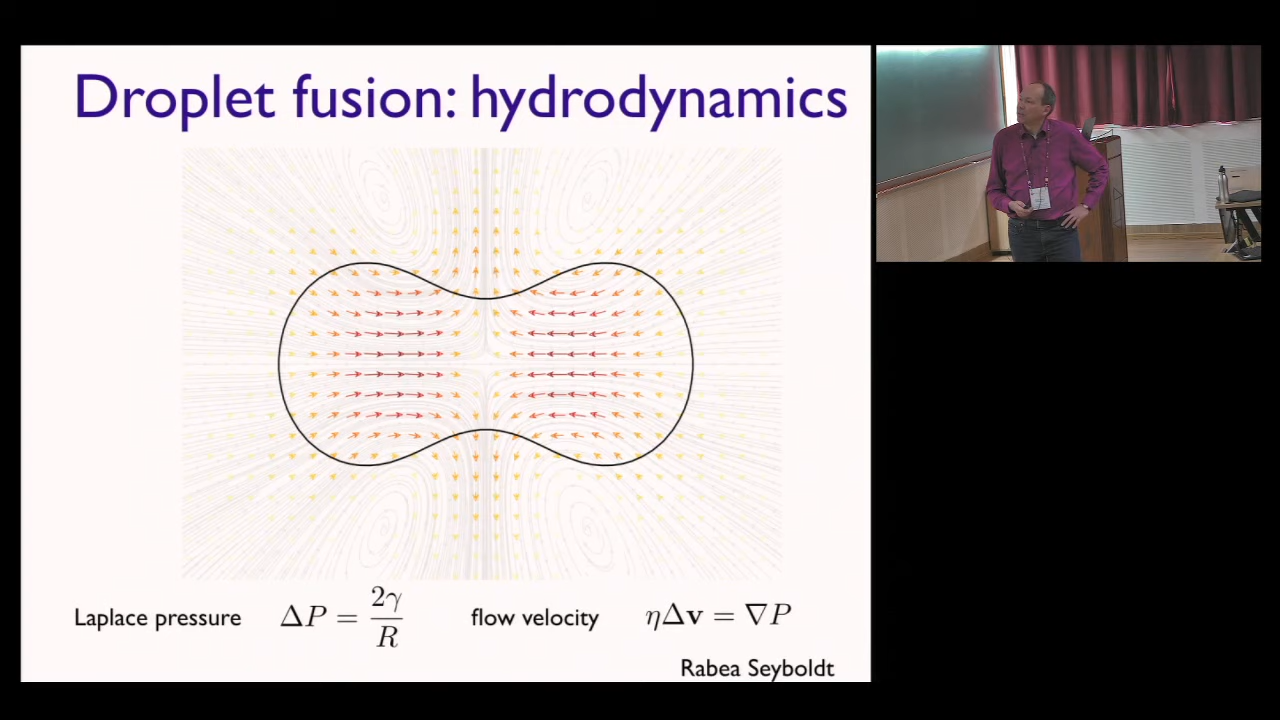 Droplet fusion: hydrodynamics
Laplace pressure ΔP = 2γ/R flow velocity ηΔv = ∇P
Rabea Seyboldt